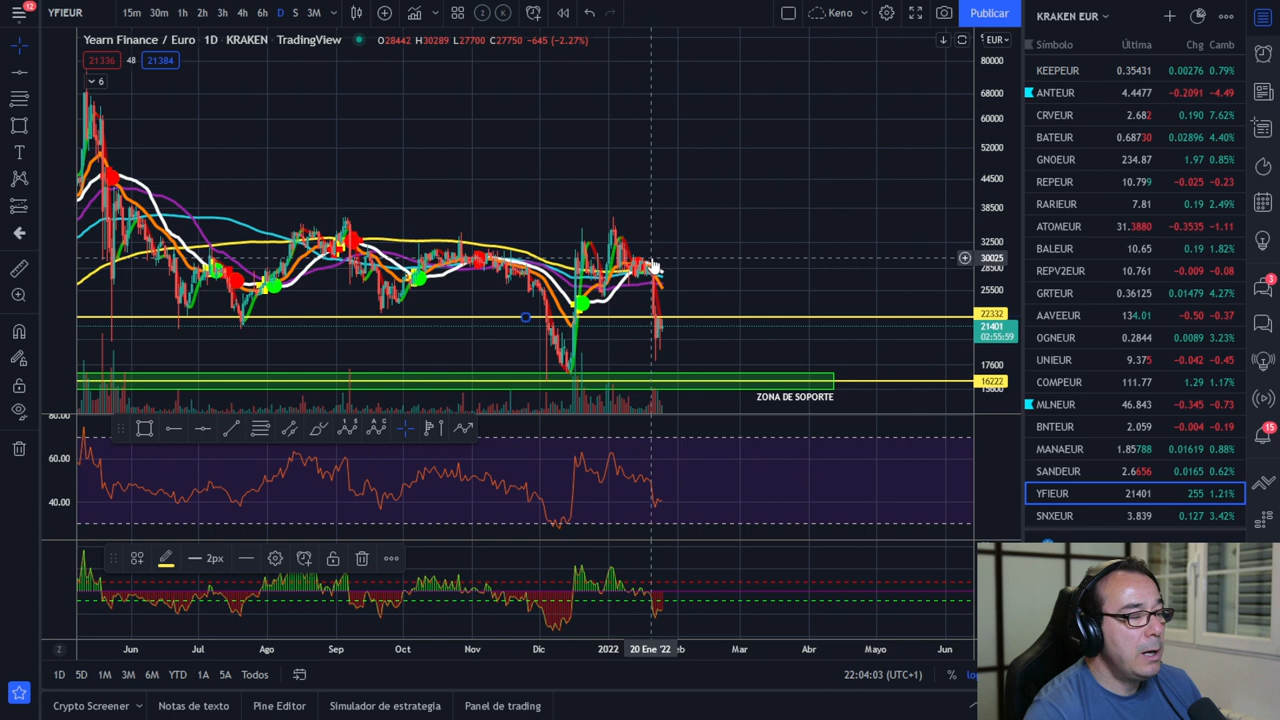 12
YFIEUR
15m 30m 1h 2h 3h 4h 6h D S 3M
2 K
Keno
Publicar
Yearn Finance / Euro · 1D · KRAKEN · TradingView
O28442 H30289 L27700 C27750 −645 (−2.27%)
EUR
21336 48 21384
6
80000
68000
60000
52000
44500
38500
32500
30025
28500
25500
22332
21401
02:55:59
17600
16222
ZONA DE SOPORTE
80.00
60.00
40.00
2px
Jun Jul Ago Sep Oct Nov Dic 2022 20 Ene '22 Mar Abr Mayo Jun
Z
1D 5D 1M 3M 6M YTD 1A 5A Todos
22:04:03 (UTC+1)
%
Crypto Screener Notas de texto Pine Editor Simulador de estrategia Panel de trading
KRAKEN EUR
Símbolo Última Chg Camb
KEEPEUR 0.35431 0.00276 0.79%
ANTEUR 4.4477 −0.2091 −4.49
CRVEUR 2.682 0.190 7.62%
BATEUR 0.68730 0.02896 4.40%
GNOEUR 234.87 1.97 0.85%
REPEUR 10.799 −0.025 −0.23
RARIEUR 7.81 0.19 2.49%
ATOMEUR 31.3880 −0.3535 −1.11
BALEUR 10.65 0.19 1.82%
REPV2EUR 10.761 −0.009 −0.08
GRTEUR 0.36125 0.01479 4.27%
AAVEEUR 134.01 −0.50 −0.37
OGNEUR 0.2844 0.0089 3.23%
UNIEUR 9.375 −0.042 −0.45
COMPEUR 111.77 1.29 1.17%
MLNEUR 46.843 −0.345 −0.73
BNTEUR 2.059 −0.004 −0.19
MANAEUR 1.85788 0.01619 0.88%
SANDEUR 2.6656 0.0165 0.62%
YFIEUR 21401 255 1.21%
SNXEUR 3.839 0.127 3.42%
3
15